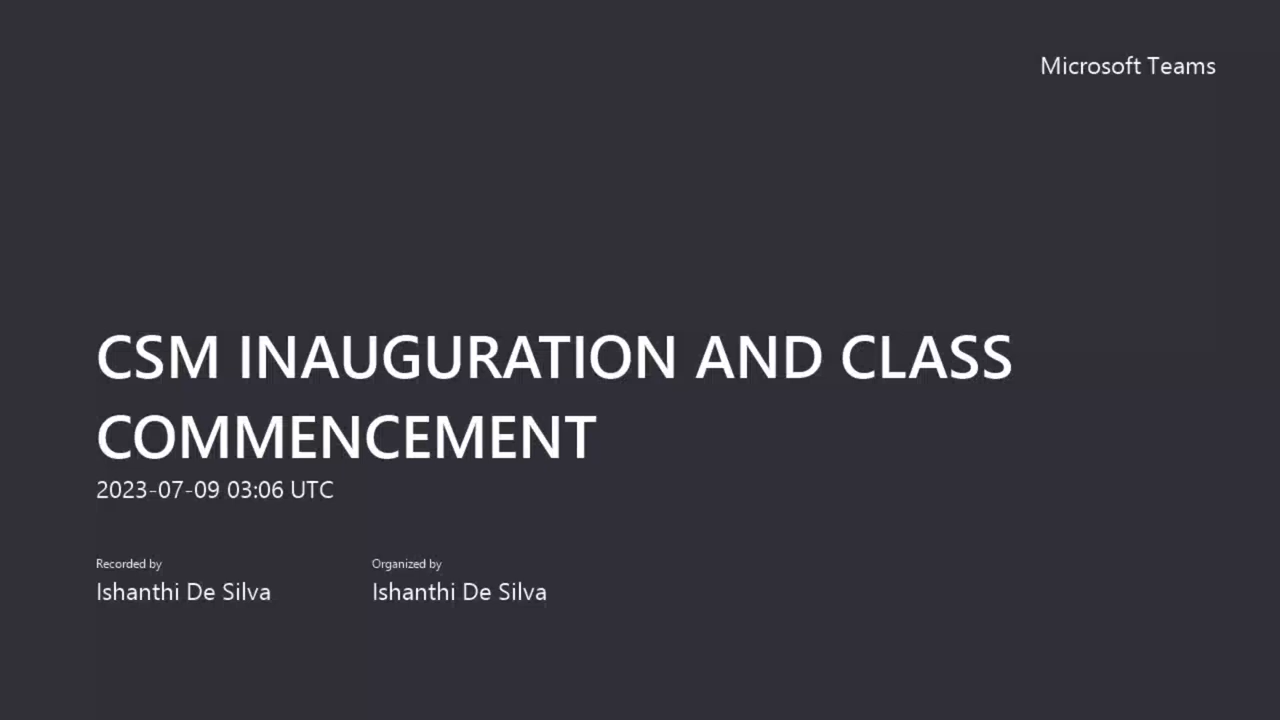 Microsoft Teams
CSM INAUGURATION AND CLASS
COMMENCEMENT
2023-07-09 03:06 UTC
Recorded by
Ishanthi De Silva
Organized by
Ishanthi De Silva